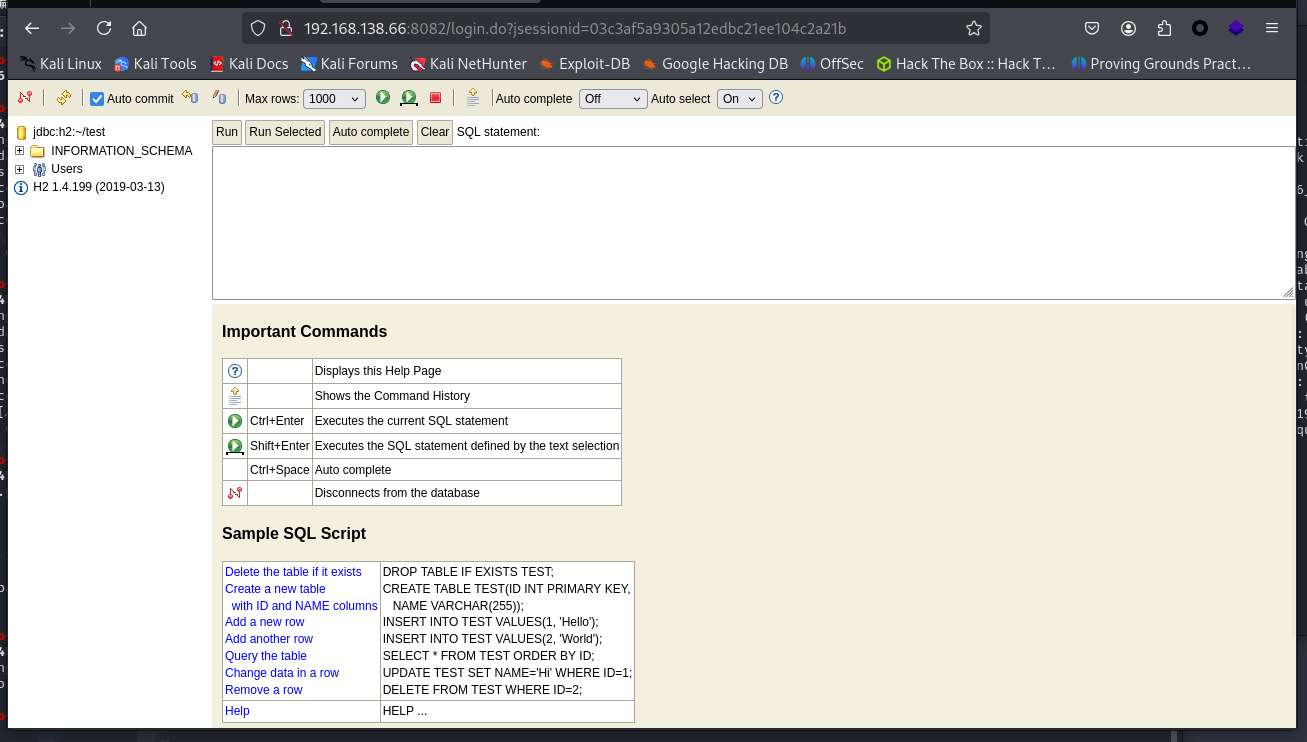 192.168.138.66:8082/login.do?jsessionid=03c3af5a9305a12edbc21ee104c2a21b
Kali Linux Kali Tools Kali Docs Kali Forums Kali NetHunter Exploit-DB Google Hacking DB OffSec Hack The Box :: Hack T… Proving Grounds Pract…
Auto commit Max rows: 1000 Auto complete Off Auto select On
jdbc:h2:~/test
INFORMATION_SCHEMA
Users
H2 1.4.199 (2019-03-13)
Run Run Selected Auto complete Clear SQL statement:
Important Commands
Displays this Help Page
Shows the Command History
Ctrl+Enter Executes the current SQL statement
Shift+Enter Executes the SQL statement defined by the text selection
Ctrl+Space Auto complete
Disconnects from the database
Sample SQL Script
Delete the table if it exists DROP TABLE IF EXISTS TEST;
Create a new table CREATE TABLE TEST(ID INT PRIMARY KEY,
with ID and NAME columns NAME VARCHAR(255));
Add a new row INSERT INTO TEST VALUES(1, 'Hello');
Add another row INSERT INTO TEST VALUES(2, 'World');
Query the table SELECT * FROM TEST ORDER BY ID;
Change data in a row UPDATE TEST SET NAME='Hi' WHERE ID=1;
Remove a row DELETE FROM TEST WHERE ID=2;
Help HELP ...